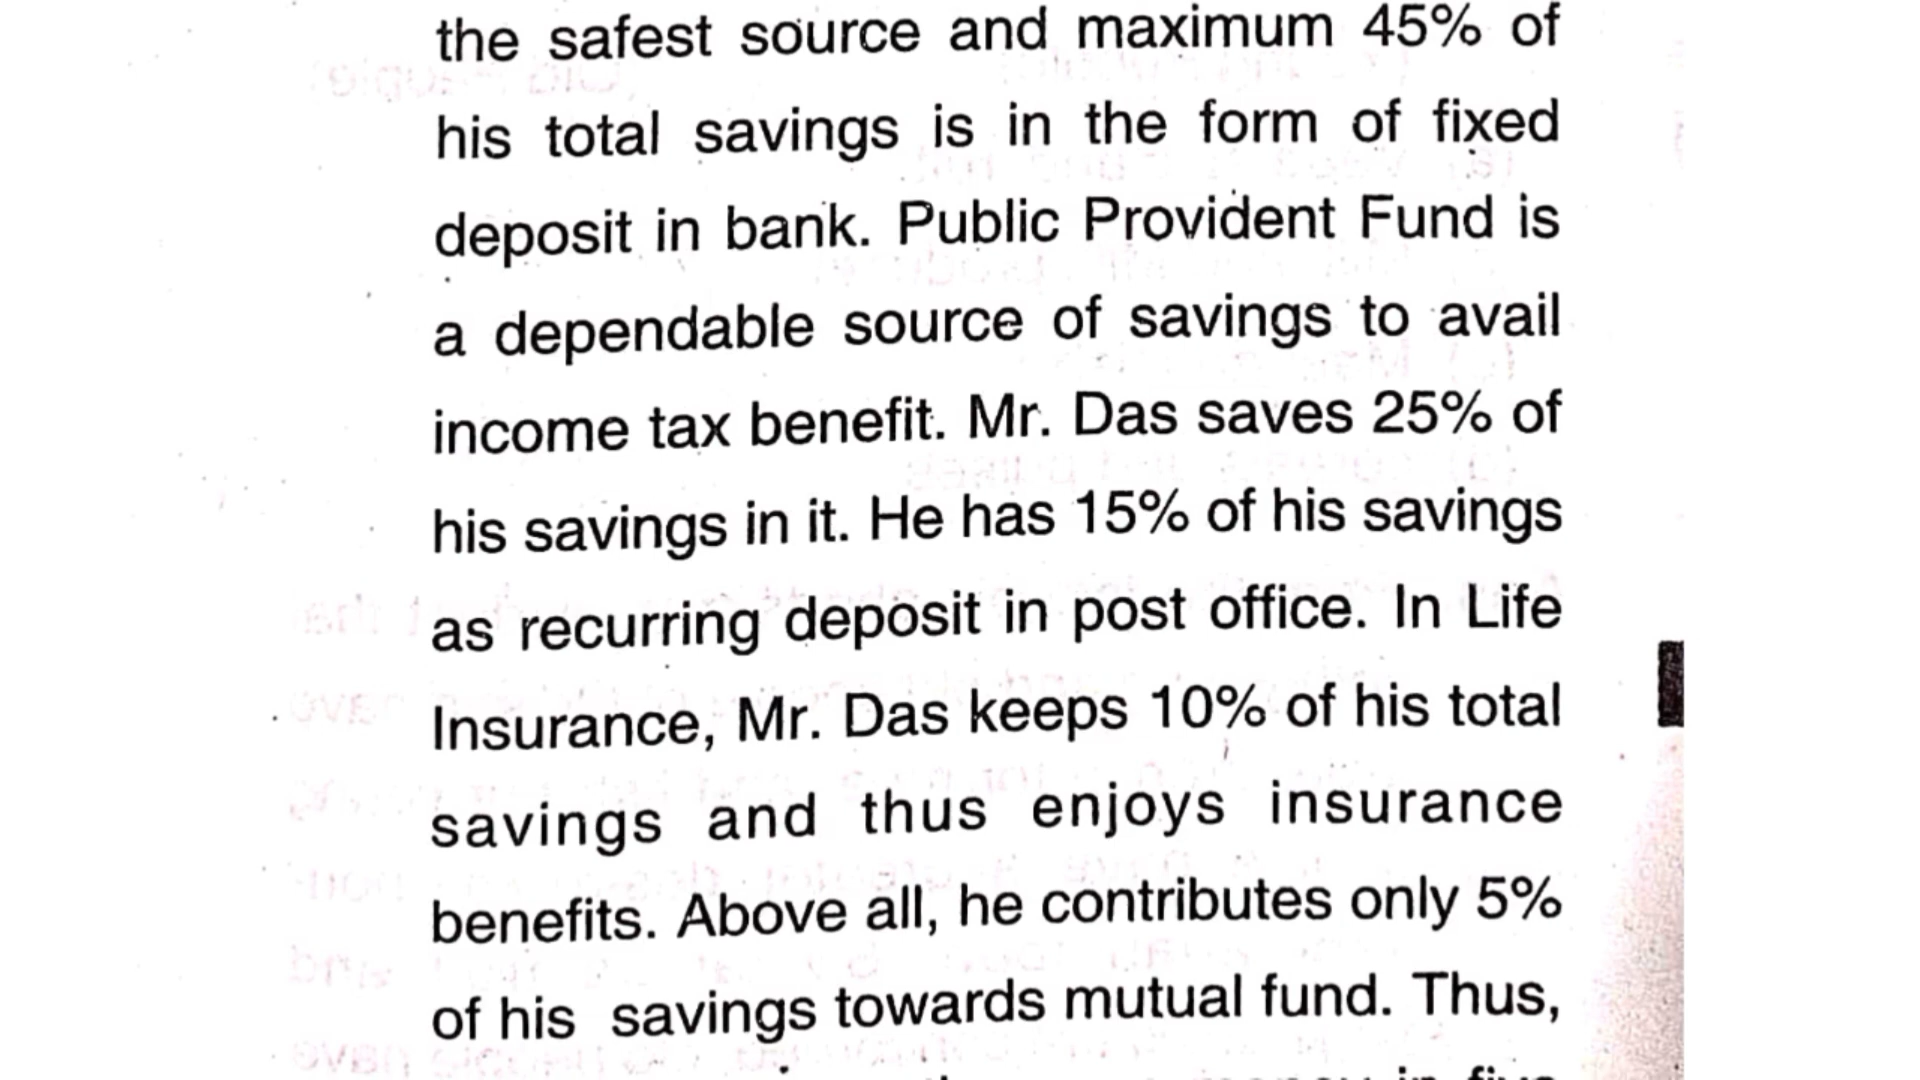 the safest source and maximum 45% of
his total savings is in the form of fixed
deposit in bank. Public Provident Fund is
a dependable source of savings to avail
income tax benefit. Mr. Das saves 25% of
his savings in it. He has 15% of his savings
as recurring deposit in post office. In Life
Insurance, Mr. Das keeps 10% of his total
savings and thus enjoys insurance
benefits. Above all, he contributes only 5%
of his savings towards mutual fund. Thus,
in five